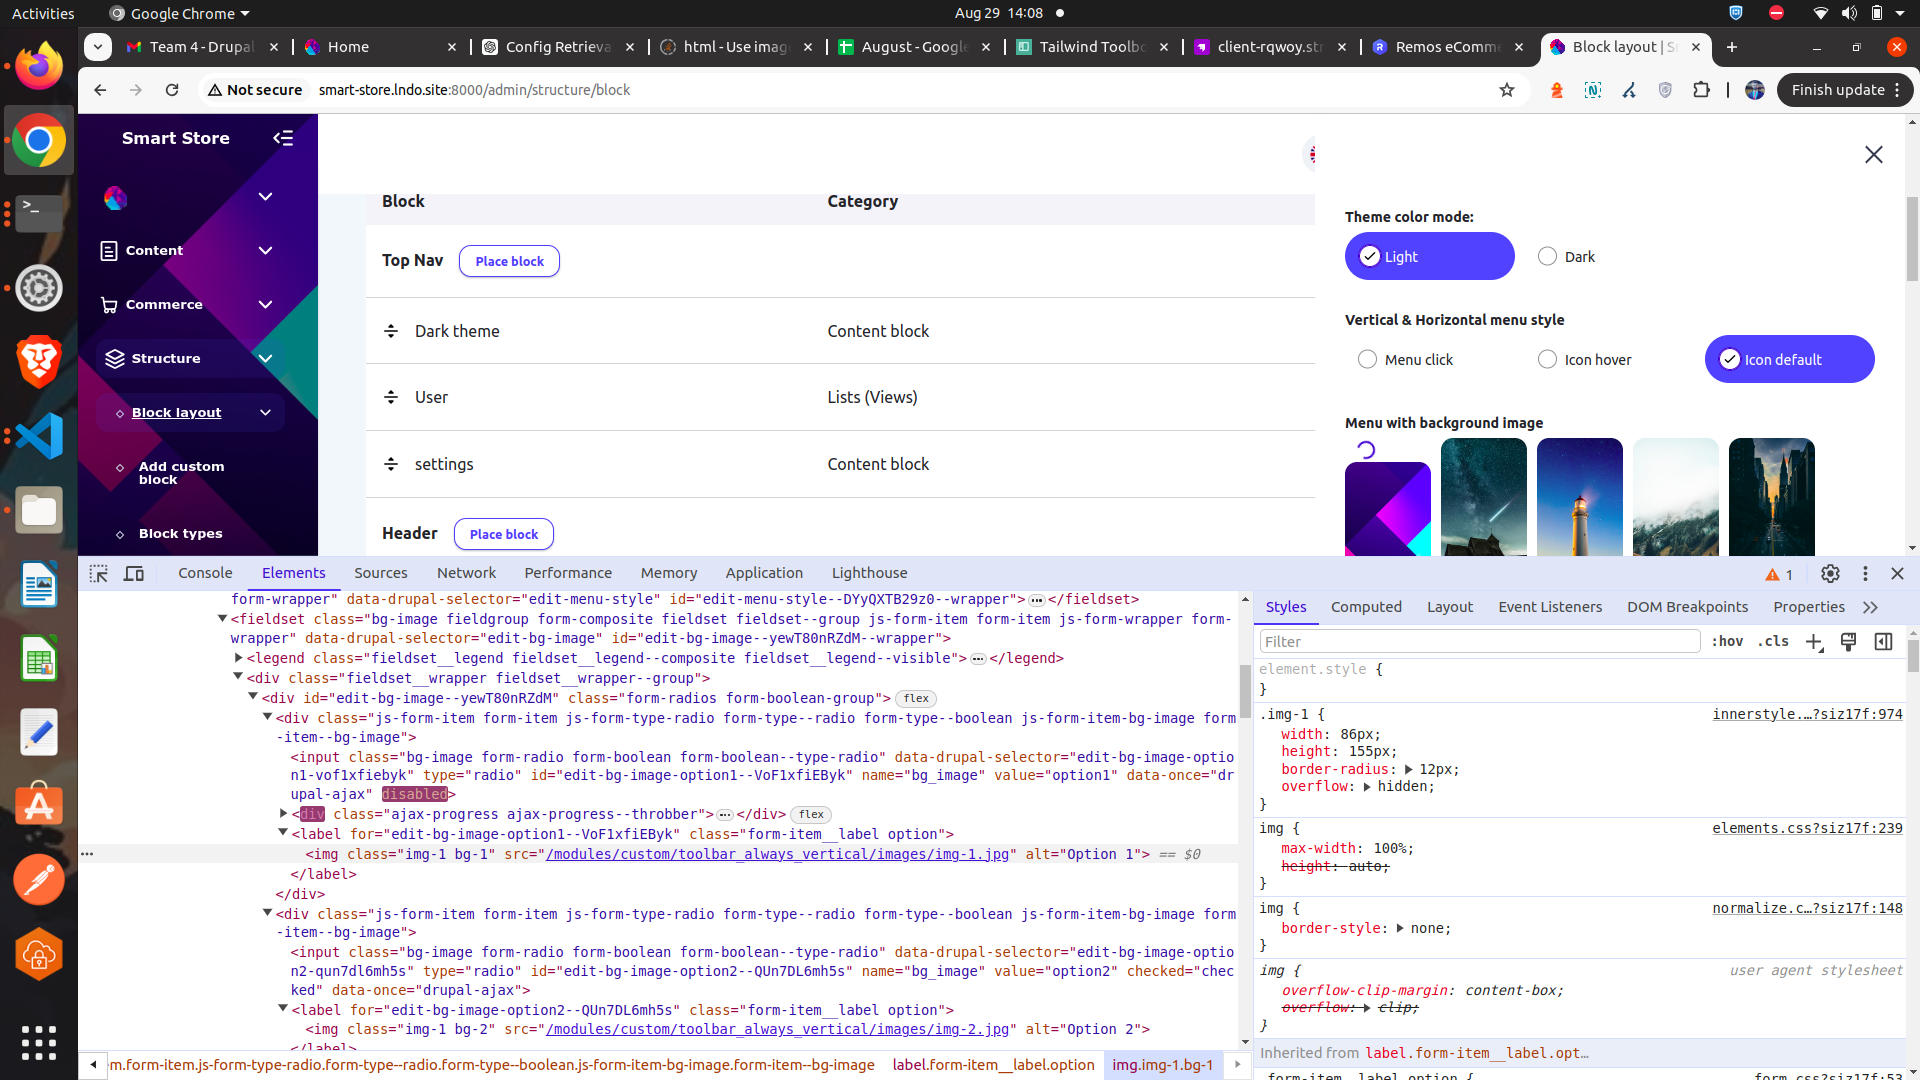 Activities
Google Chrome
Aug 29 14:08
Team 4 - Drupal
Home
Config Retrieva
html - Use imag
August - Google
Tailwind Toolbo
client-rqwoy.str
Remos eComme
Block layout | S
Not secure
smart-store.lndo.site:8000/admin/structure/block
Finish update
Smart Store
Content
Commerce
Structure
Block layout
Add custom
block
Block types
Block
Category
Top Nav
Place block
Dark theme
Content block
User
Lists (Views)
settings
Content block
Header
Place block
Theme color mode:
Light
Dark
Vertical & Horizontal menu style
Menu click
Icon hover
Icon default
Menu with background image
Console
Elements
Sources
Network
Performance
Memory
Application
Lighthouse
1
form-wrapper" data-drupal-selector="edit-menu-style" id="edit-menu-style--DYyQXTB29z0--wrapper"> … </fieldset>
<fieldset class="bg-image fieldgroup form-composite fieldset fieldset--group js-form-item form-item js-form-wrapper form-
wrapper" data-drupal-selector="edit-bg-image" id="edit-bg-image--yewT80nRZdM--wrapper">
<legend class="fieldset__legend fieldset__legend--composite fieldset__legend--visible"> … </legend>
<div class="fieldset__wrapper fieldset__wrapper--group">
<div id="edit-bg-image--yewT80nRZdM" class="form-radios form-boolean-group"> flex
<div class="js-form-item form-item js-form-type-radio form-type--radio form-type--boolean js-form-item-bg-image form
-item--bg-image">
<input class="bg-image form-radio form-boolean form-boolean--type-radio" data-drupal-selector="edit-bg-image-optio
n1-vof1xfiebyk" type="radio" id="edit-bg-image-option1--VoF1xfiEByk" name="bg_image" value="option1" data-once="dr
upal-ajax" disabled>
<div class="ajax-progress ajax-progress--throbber"> … </div> flex
<label for="edit-bg-image-option1--VoF1xfiEByk" class="form-item__label option">
<img class="img-1 bg-1" src="/modules/custom/toolbar_always_vertical/images/img-1.jpg" alt="Option 1"> == $0
</label>
</div>
<div class="js-form-item form-item js-form-type-radio form-type--radio form-type--boolean js-form-item-bg-image form
-item--bg-image">
<input class="bg-image form-radio form-boolean form-boolean--type-radio" data-drupal-selector="edit-bg-image-optio
n2-qun7dl6mh5s" type="radio" id="edit-bg-image-option2--QUn7DL6mh5s" name="bg_image" value="option2" checked="chec
ked" data-once="drupal-ajax">
<label for="edit-bg-image-option2--QUn7DL6mh5s" class="form-item__label option">
<img class="img-1 bg-2" src="/modules/custom/toolbar_always_vertical/images/img-2.jpg" alt="Option 2">
</label>
m.form-item.js-form-type-radio.form-type--radio.form-type--boolean.js-form-item-bg-image.form-item--bg-image
label.form-item__label.option
img.img-1.bg-1
Styles
Computed
Layout
Event Listeners
DOM Breakpoints
Properties
Filter
:hov
.cls
element.style {
}
.img-1 {
innerstyle.…?siz17f:974
width: 86px;
height: 155px;
border-radius: 12px;
overflow: hidden;
}
img {
elements.css?siz17f:239
max-width: 100%;
height: auto;
}
img {
normalize.c…?siz17f:148
border-style: none;
}
img {
user agent stylesheet
overflow-clip-margin: content-box;
overflow: clip;
}
Inherited from label.form-item__label.opt…
.form-item__label.option {
form.css?siz17f:53